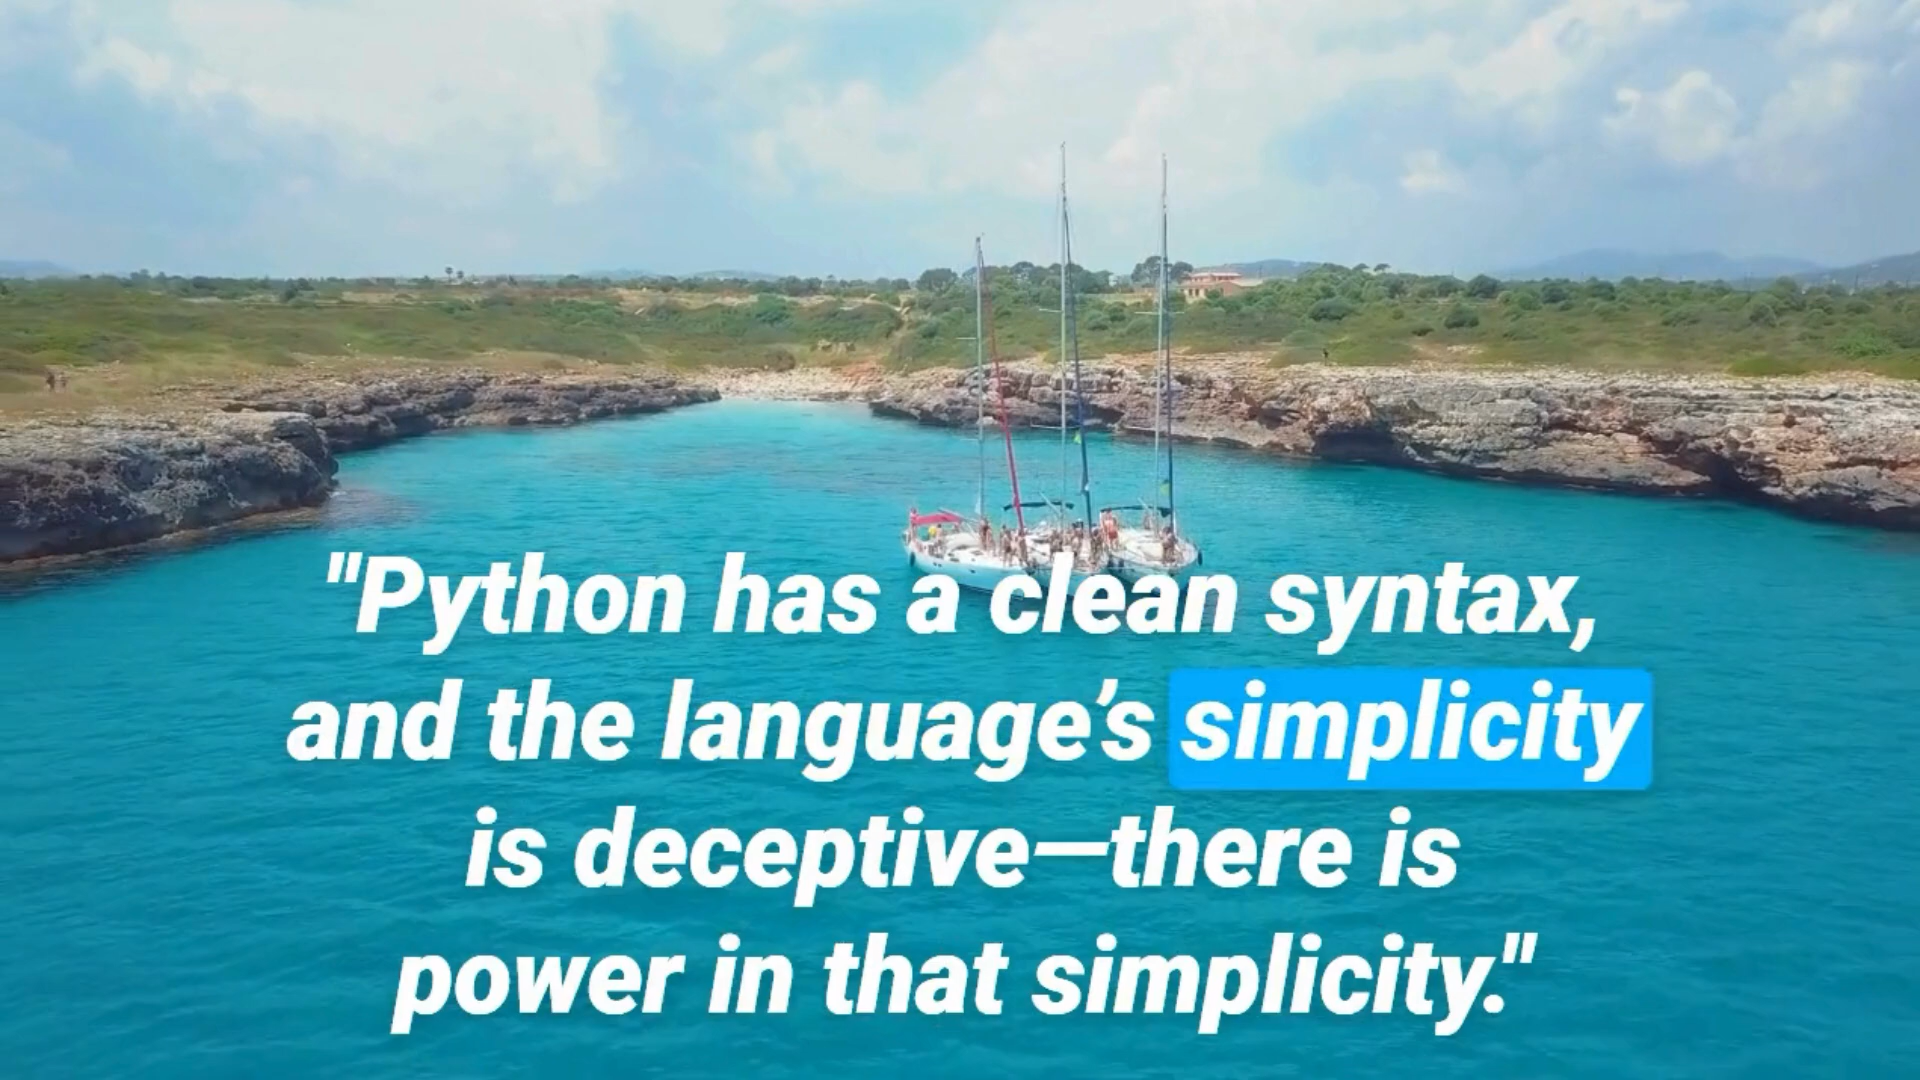 "Python has a clean syntax,
and the language’s simplicity
is deceptive—there is
power in that simplicity."